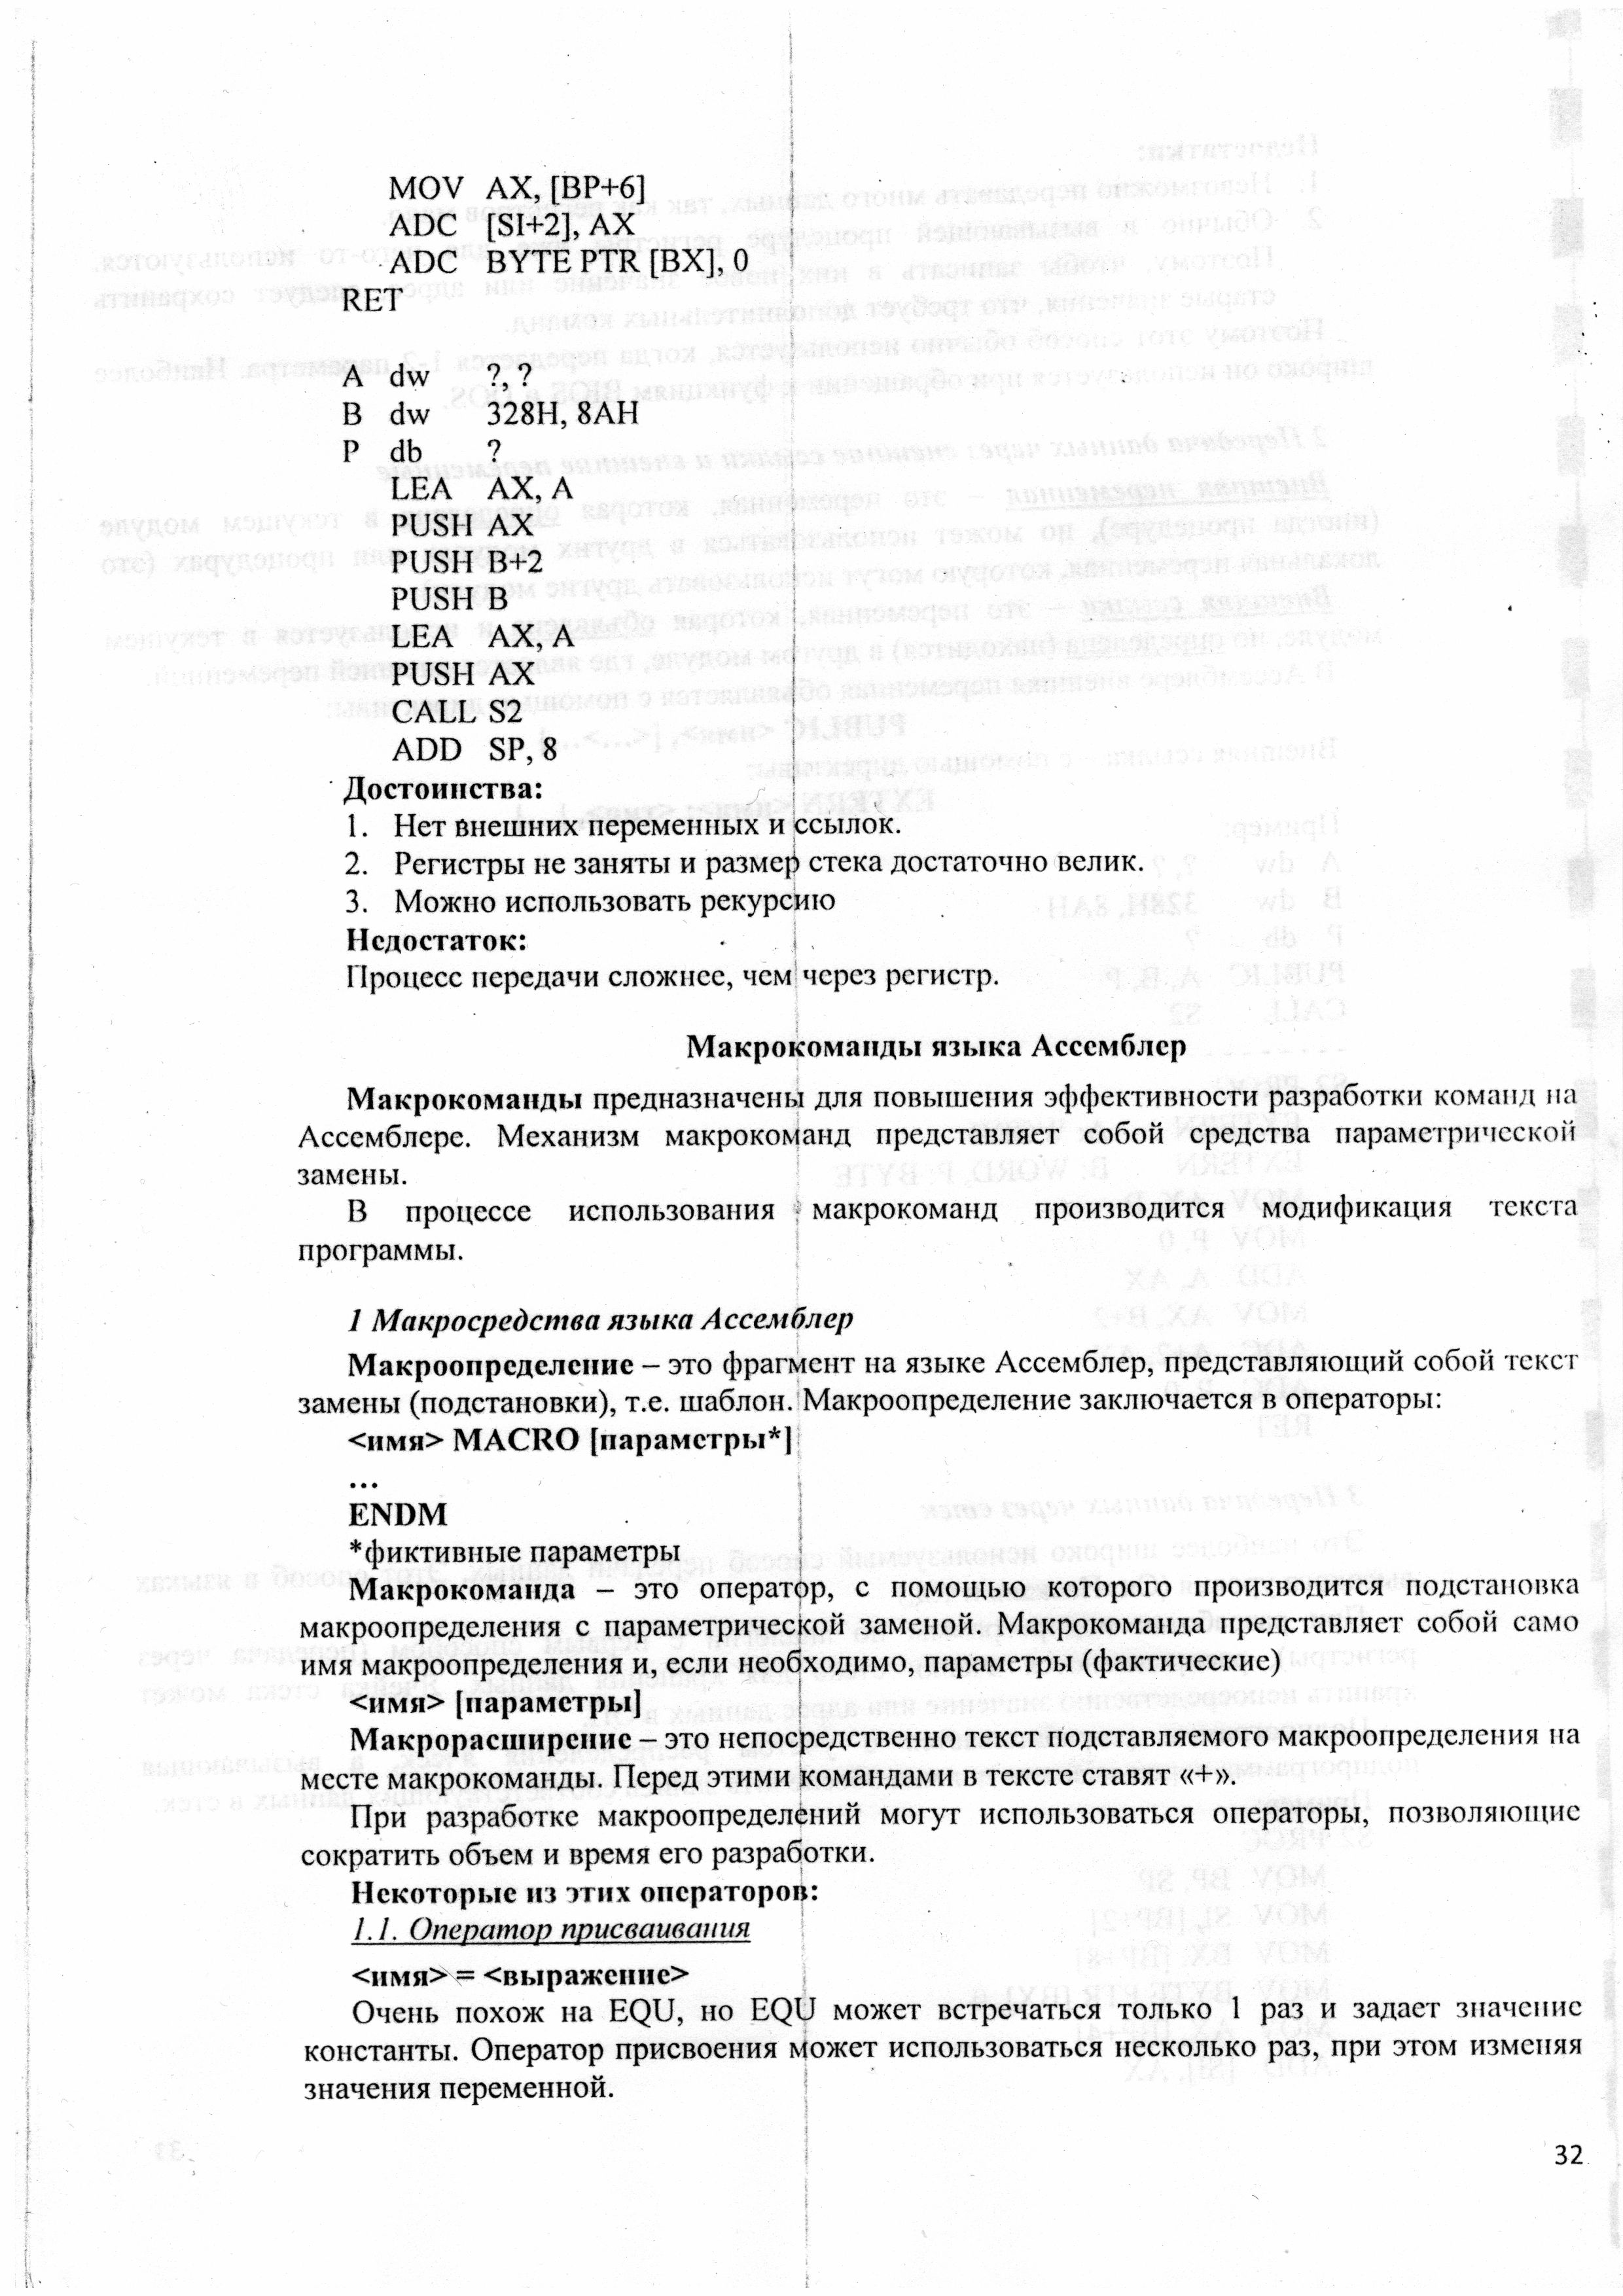 MOV AX, [BP+6]
ADC [SI+2], AX
ADC BYTE PTR [BX], 0
RET
A dw ?, ?
B dw 328H, 8AH
P db ?
LEA AX, A
PUSH AX
PUSH B+2
PUSH B
LEA AX, A
PUSH AX
CALL S2
ADD SP, 8
Достоинства:
1. Нет внешних переменных и ссылок.
2. Регистры не заняты и размер стека достаточно велик.
3. Можно использовать рекурсию
Недостаток:
Процесс передачи сложнее, чем через регистр.
Макрокоманды языка Ассемблер
Макрокоманды предназначены для повышения эффективности разработки команд на
Ассемблере. Механизм макрокоманд представляет собой средства параметрической
замены.
В процессе использования макрокоманд производится модификация текста
программы.
1 Макросредства языка Ассемблер
Макроопределение – это фрагмент на языке Ассемблер, представляющий собой текст
замены (подстановки), т.е. шаблон. Макроопределение заключается в операторы:
<имя> MACRO [параметры*]
...
ENDM
*фиктивные параметры
Макрокоманда – это оператор, с помощью которого производится подстановка
макроопределения с параметрической заменой. Макрокоманда представляет собой само
имя макроопределения и, если необходимо, параметры (фактические)
<имя> [параметры]
Макрорасширение – это непосредственно текст подставляемого макроопределения на
месте макрокоманды. Перед этими командами в тексте ставят «+».
При разработке макроопределений могут использоваться операторы, позволяющие
сократить объем и время его разработки.
Некоторые из этих операторов:
1.1. Оператор присваивания
<имя> = <выражение>
Очень похож на EQU, но EQU может встречаться только 1 раз и задает значение
константы. Оператор присвоения может использоваться несколько раз, при этом изменяя
значения переменной.
32